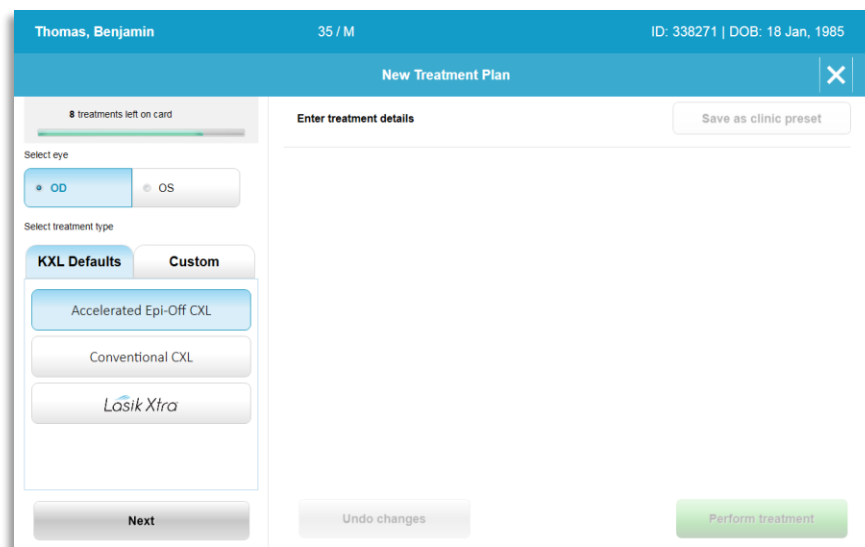 Thomas, Benjamin 35 / M ID: 338271 | DOB: 18 Jan, 1985
New Treatment Plan
8 treatments left on card
Enter treatment details
Save as clinic preset
Select eye
OD OS
Select treatment type
KXL Defaults Custom
Accelerated Epi-Off CXL
Conventional CXL
Lasik Xtra
Next
Undo changes
Perform treatment